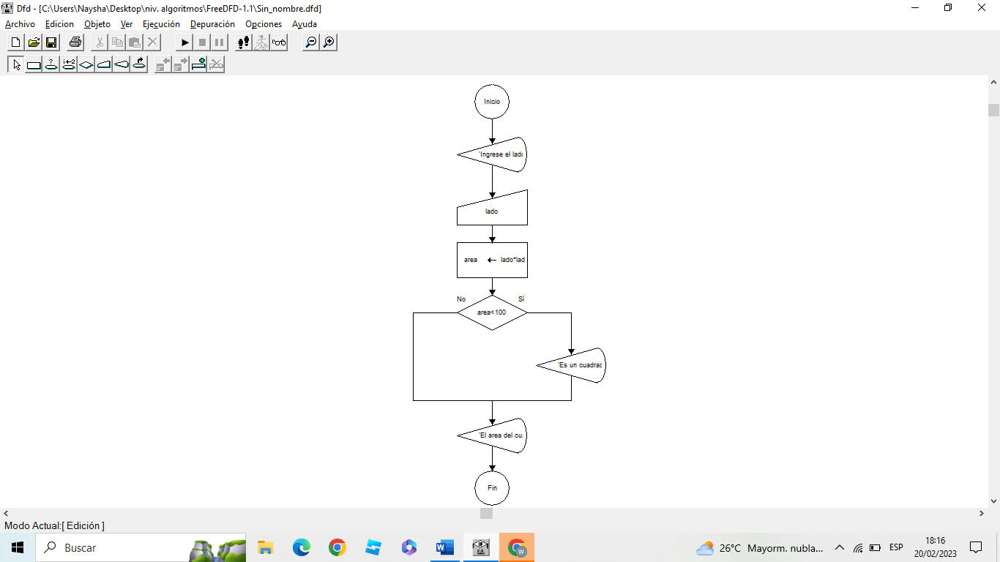 Dfd - [C:\Users\Naysha\Desktop\niv. algoritmos\FreeDFD-1.1\Sin_nombre.dfd]
Archivo Edicion Objeto Ver Ejecución Depuración Opciones Ayuda
Inicio
'Ingrese el lado
lado
area ← lado*lad
No Sí
area<100
'Es un cuadrad
'El area del cua
Fin
Modo Actual:[ Edición ]
Buscar
26°C Mayorm. nubla...
ESP
18:16
20/02/2023